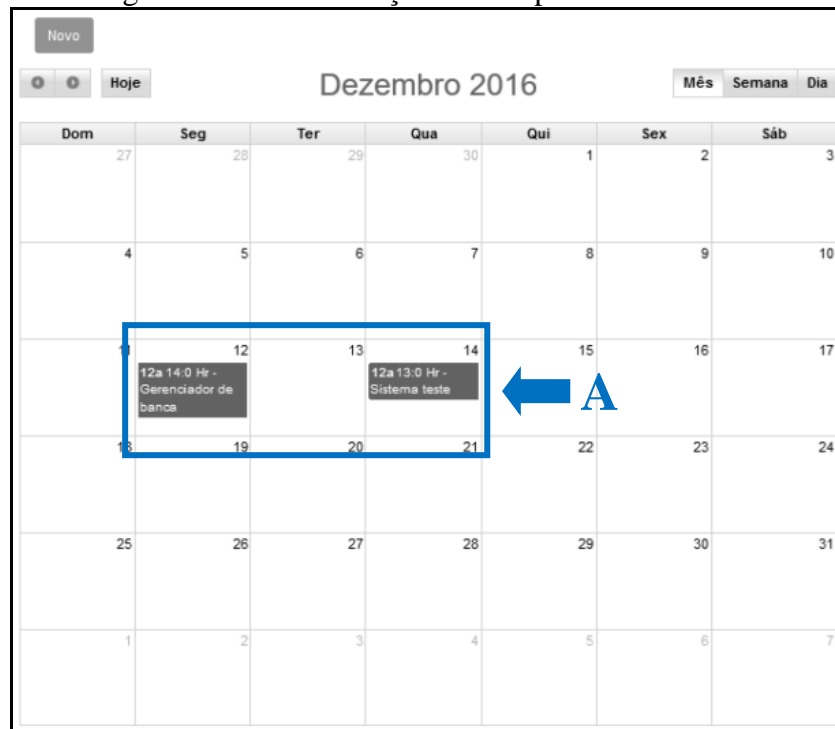 Novo
Hoje
Dezembro 2016
Mês Semana Dia
Dom Seg Ter Qua Qui Sex Sáb
27 28 29 30 1 2 3
4 5 6 7 8 9 10
11 12 13 14 15 16 17
12a 14:0 Hr -
Gerenciador de
banca
12a 13:0 Hr -
Sistema teste
A
18 19 20 21 22 23 24
25 26 27 28 29 30 31
1 2 3 4 5 6 7